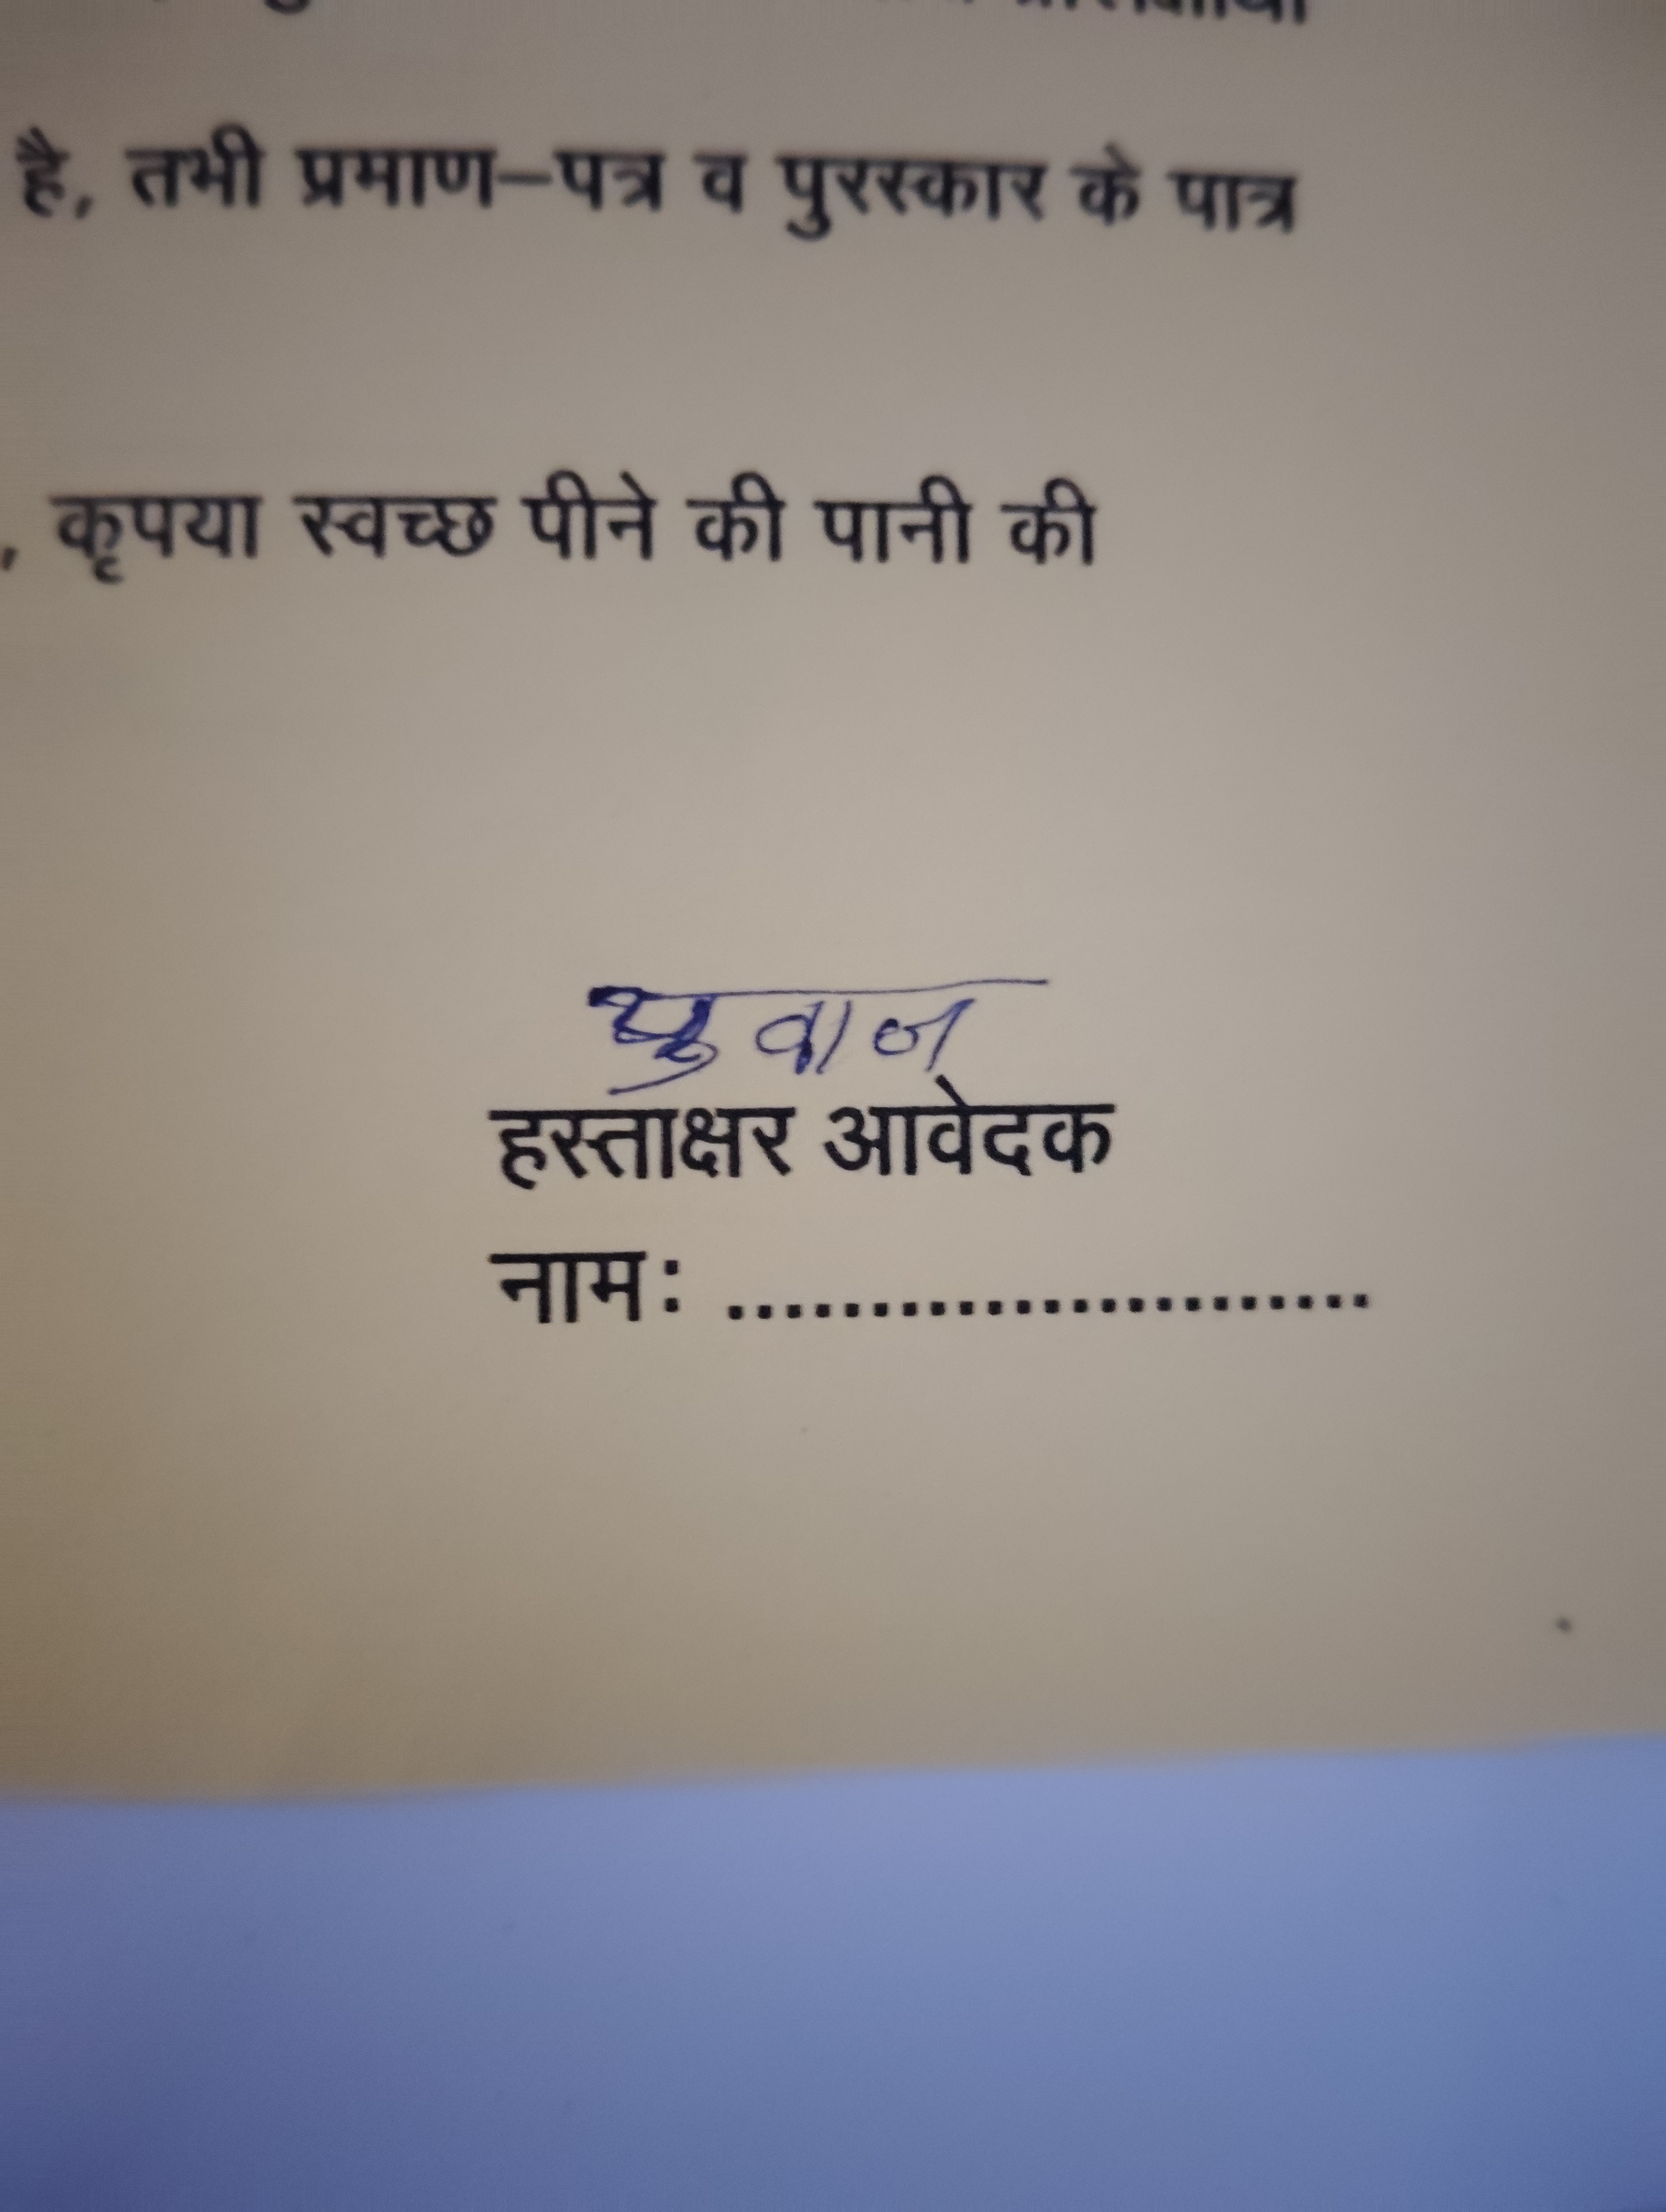 है, तभी प्रमाण–पत्र व पुरस्कार के पात्र
, कृपया स्वच्छ पीने की पानी की
युवान
हस्ताक्षर आवेदक
नामः ........................